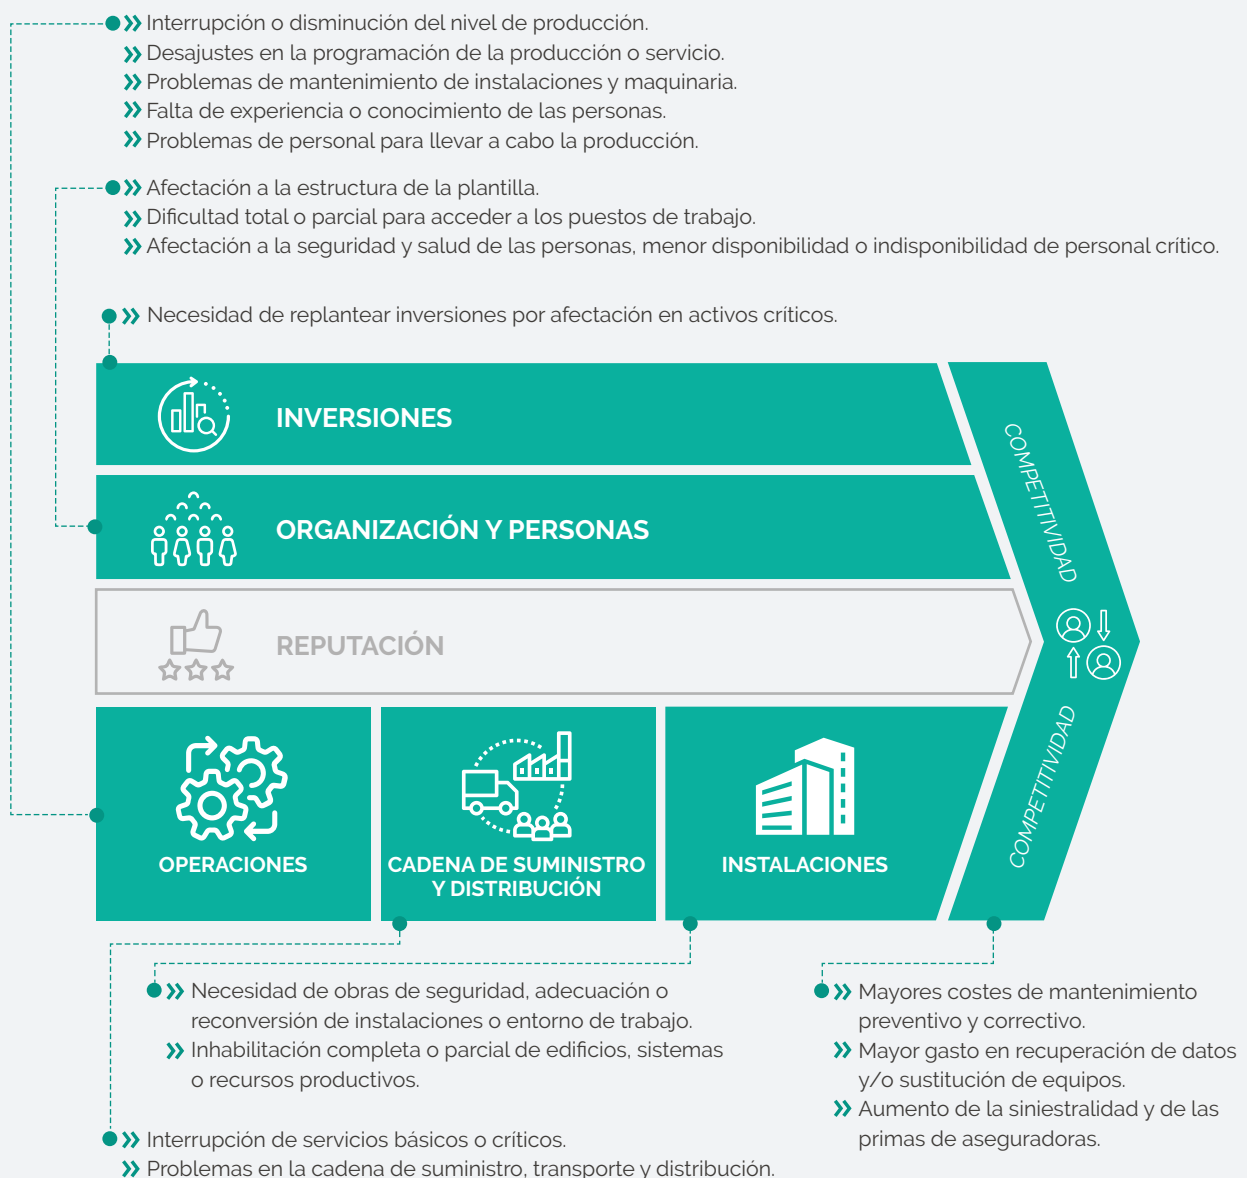 Interrupción o disminución del nivel de producción.
Desajustes en la programación de la producción o servicio.
Problemas de mantenimiento de instalaciones y maquinaria.
Falta de experiencia o conocimiento de las personas.
Problemas de personal para llevar a cabo la producción.
Afectación a la estructura de la plantilla.
Dificultad total o parcial para acceder a los puestos de trabajo.
Afectación a la seguridad y salud de las personas, menor disponibilidad o indisponibilidad de personal crítico.
Necesidad de replantear inversiones por afectación en activos críticos.
INVERSIONES
ORGANIZACIÓN Y PERSONAS
REPUTACIÓN
COMPETITIVIDAD
COMPETITIVIDAD
OPERACIONES
CADENA DE SUMINISTRO
Y DISTRIBUCIÓN
INSTALACIONES
Necesidad de obras de seguridad, adecuación o
reconversión de instalaciones o entorno de trabajo.
Inhabilitación completa o parcial de edificios, sistemas
o recursos productivos.
Mayores costes de mantenimiento
preventivo y correctivo.
Mayor gasto en recuperación de datos
y/o sustitución de equipos.
Aumento de la siniestralidad y de las
primas de aseguradoras.
Interrupción de servicios básicos o críticos.
Problemas en la cadena de suministro, transporte y distribución.